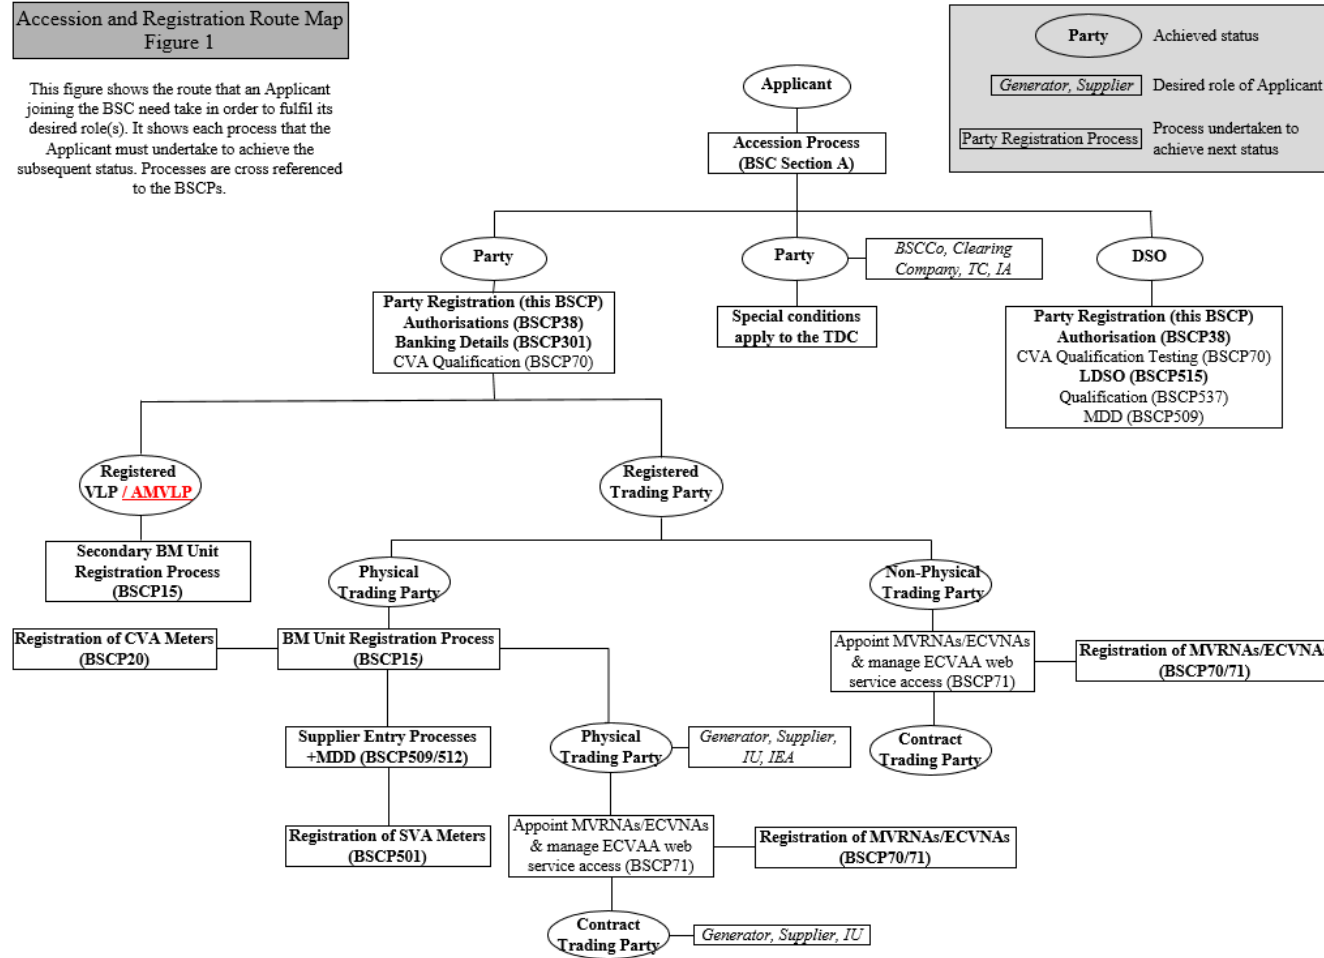 Accession and Registration Route Map
Figure 1
This figure shows the route that an Applicant
joining the BSC need take in order to fulfil its
desired role(s). It shows each process that the
Applicant must undertake to achieve the
subsequent status. Processes are cross referenced
to the BSCPs.
Party
Achieved status
Generator, Supplier
Desired role of Applicant
Party Registration Process
Process undertaken to
achieve next status
Applicant
Accession Process
(BSC Section A)
Party
Party
BSCCo, Clearing
Company, TC, IA
DSO
Party Registration (this BSCP)
Authorisations (BSCP38)
Banking Details (BSCP301)
CVA Qualification (BSCP70)
Special conditions
apply to the TDC
Party Registration (this BSCP)
Authorisation (BSCP38)
CVA Qualification Testing (BSCP70)
LDSO (BSCP515)
Qualification (BSCP537)
MDD (BSCP509)
Registered
VLP / AMVLP
Registered
Trading Party
Secondary BM Unit
Registration Process
(BSCP15)
Physical
Trading Party
Non-Physical
Trading Party
Registration of CVA Meters
(BSCP20)
BM Unit Registration Process
(BSCP15)
Appoint MVRNAs/ECVNAs
& manage ECVAA web
service access (BSCP71)
Registration of MVRNAs/ECVNAs
(BSCP70/71)
Supplier Entry Processes
+MDD (BSCP509/512)
Physical
Trading Party
Generator, Supplier,
IU, IEA
Contract
Trading Party
Registration of SVA Meters
(BSCP501)
Appoint MVRNAs/ECVNAs
& manage ECVAA web
service access (BSCP71)
Registration of MVRNAs/ECVNAs
(BSCP70/71)
Contract
Trading Party
Generator, Supplier, IU